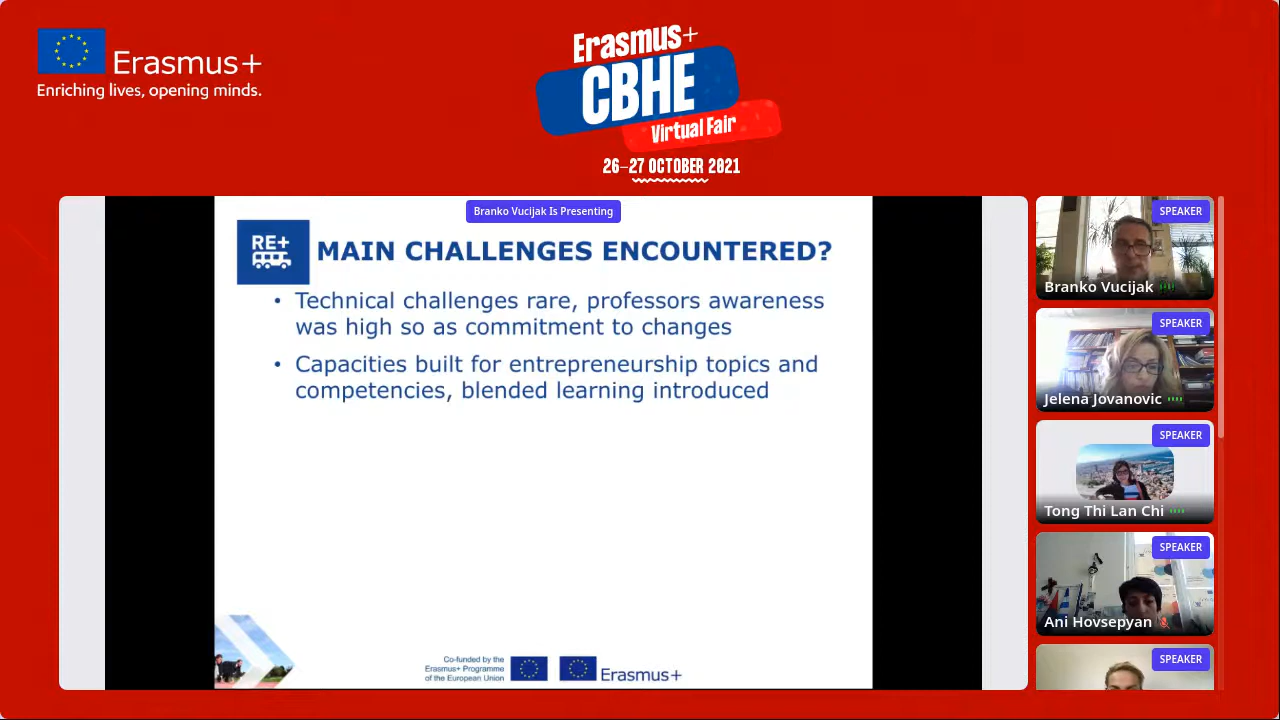 Erasmus+
Enriching lives, opening minds.
Erasmus+
CBHE
Virtual Fair
26–27 OCTOBER 2021
Branko Vucijak Is Presenting
RE+
MAIN CHALLENGES ENCOUNTERED?
• Technical challenges rare, professors awareness
was high so as commitment to changes
• Capacities built for entrepreneurship topics and
competencies, blended learning introduced
Co-funded by the
Erasmus+ Programme
of the European Union
Erasmus+
SPEAKER
Branko Vucijak
SPEAKER
Jelena Jovanovic
SPEAKER
Tong Thi Lan Chi
SPEAKER
Ani Hovsepyan
SPEAKER